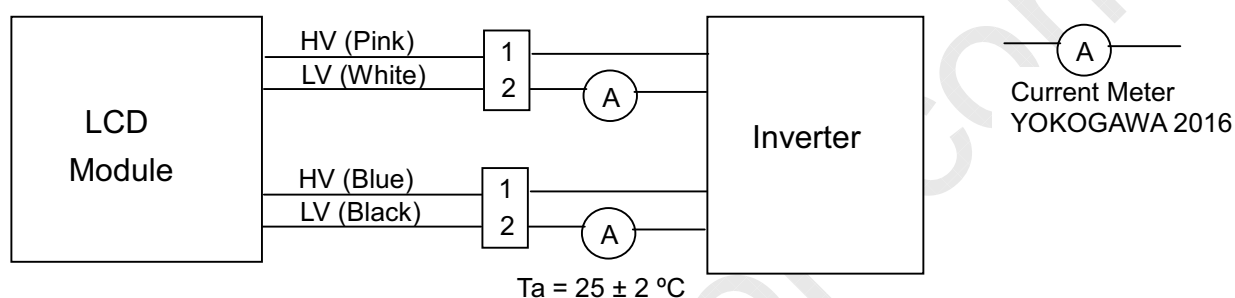 LCD
Module
HV (Pink)
LV (White)
1
2
A
HV (Blue)
LV (Black)
1
2
A
Ta = 25 ± 2 ºC
Inverter
A
Current Meter
YOKOGAWA 2016